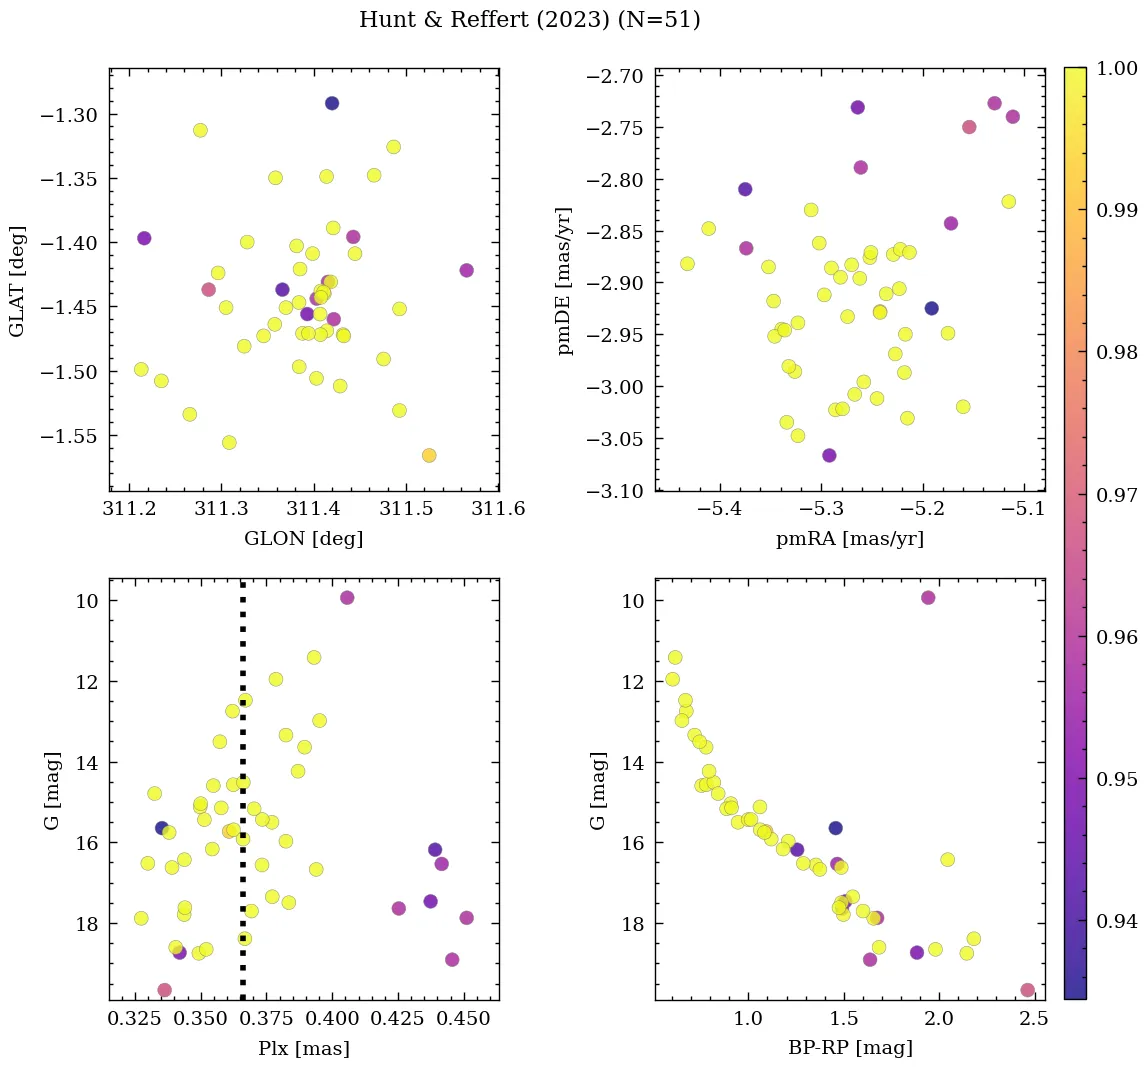 Hunt & Reffert (2023) (N=51)
−1.30
−1.35
−1.40
−1.45
−1.50
−1.55
GLAT [deg]
311.2 311.3 311.4 311.5 311.6
GLON [deg]
−2.70
−2.75
−2.80
−2.85
−2.90
−2.95
−3.00
−3.05
−3.10
pmDE [mas/yr]
−5.4 −5.3 −5.2 −5.1
pmRA [mas/yr]
10
12
14
16
18
G [mag]
0.325 0.350 0.375 0.400 0.425 0.450
Plx [mas]
10
12
14
16
18
G [mag]
1.0 1.5 2.0 2.5
BP-RP [mag]
1.00
0.99
0.98
0.97
0.96
0.95
0.94